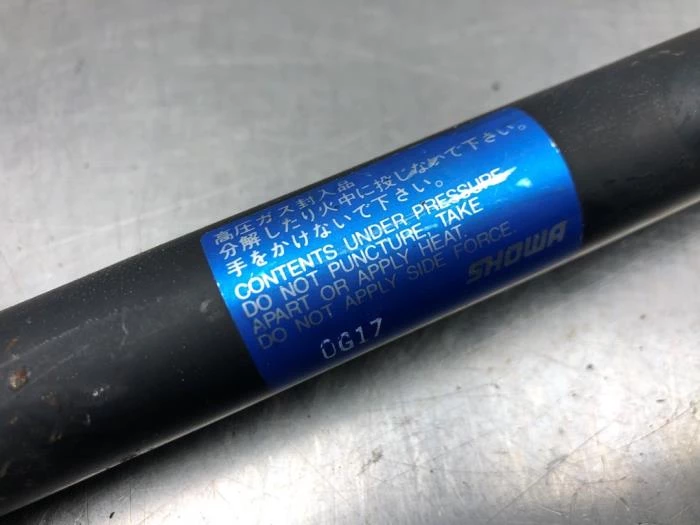 高圧ガス封入品
分解したり火中に投じないで下さい。
手をかけないで下さい。
CONTENTS UNDER PRESSURE
DO NOT PUNCTURE, TAKE
APART OR APPLY HEAT.
DO NOT APPLY SIDE FORCE.
SHOWA
0G17